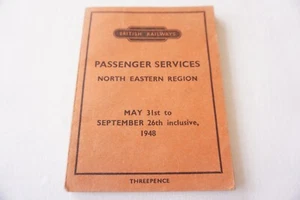 BRITISH RAILWAYS
PASSENGER SERVICES
NORTH EASTERN REGION
MAY 31st to
SEPTEMBER 26th inclusive,
1948
THREEPENCE